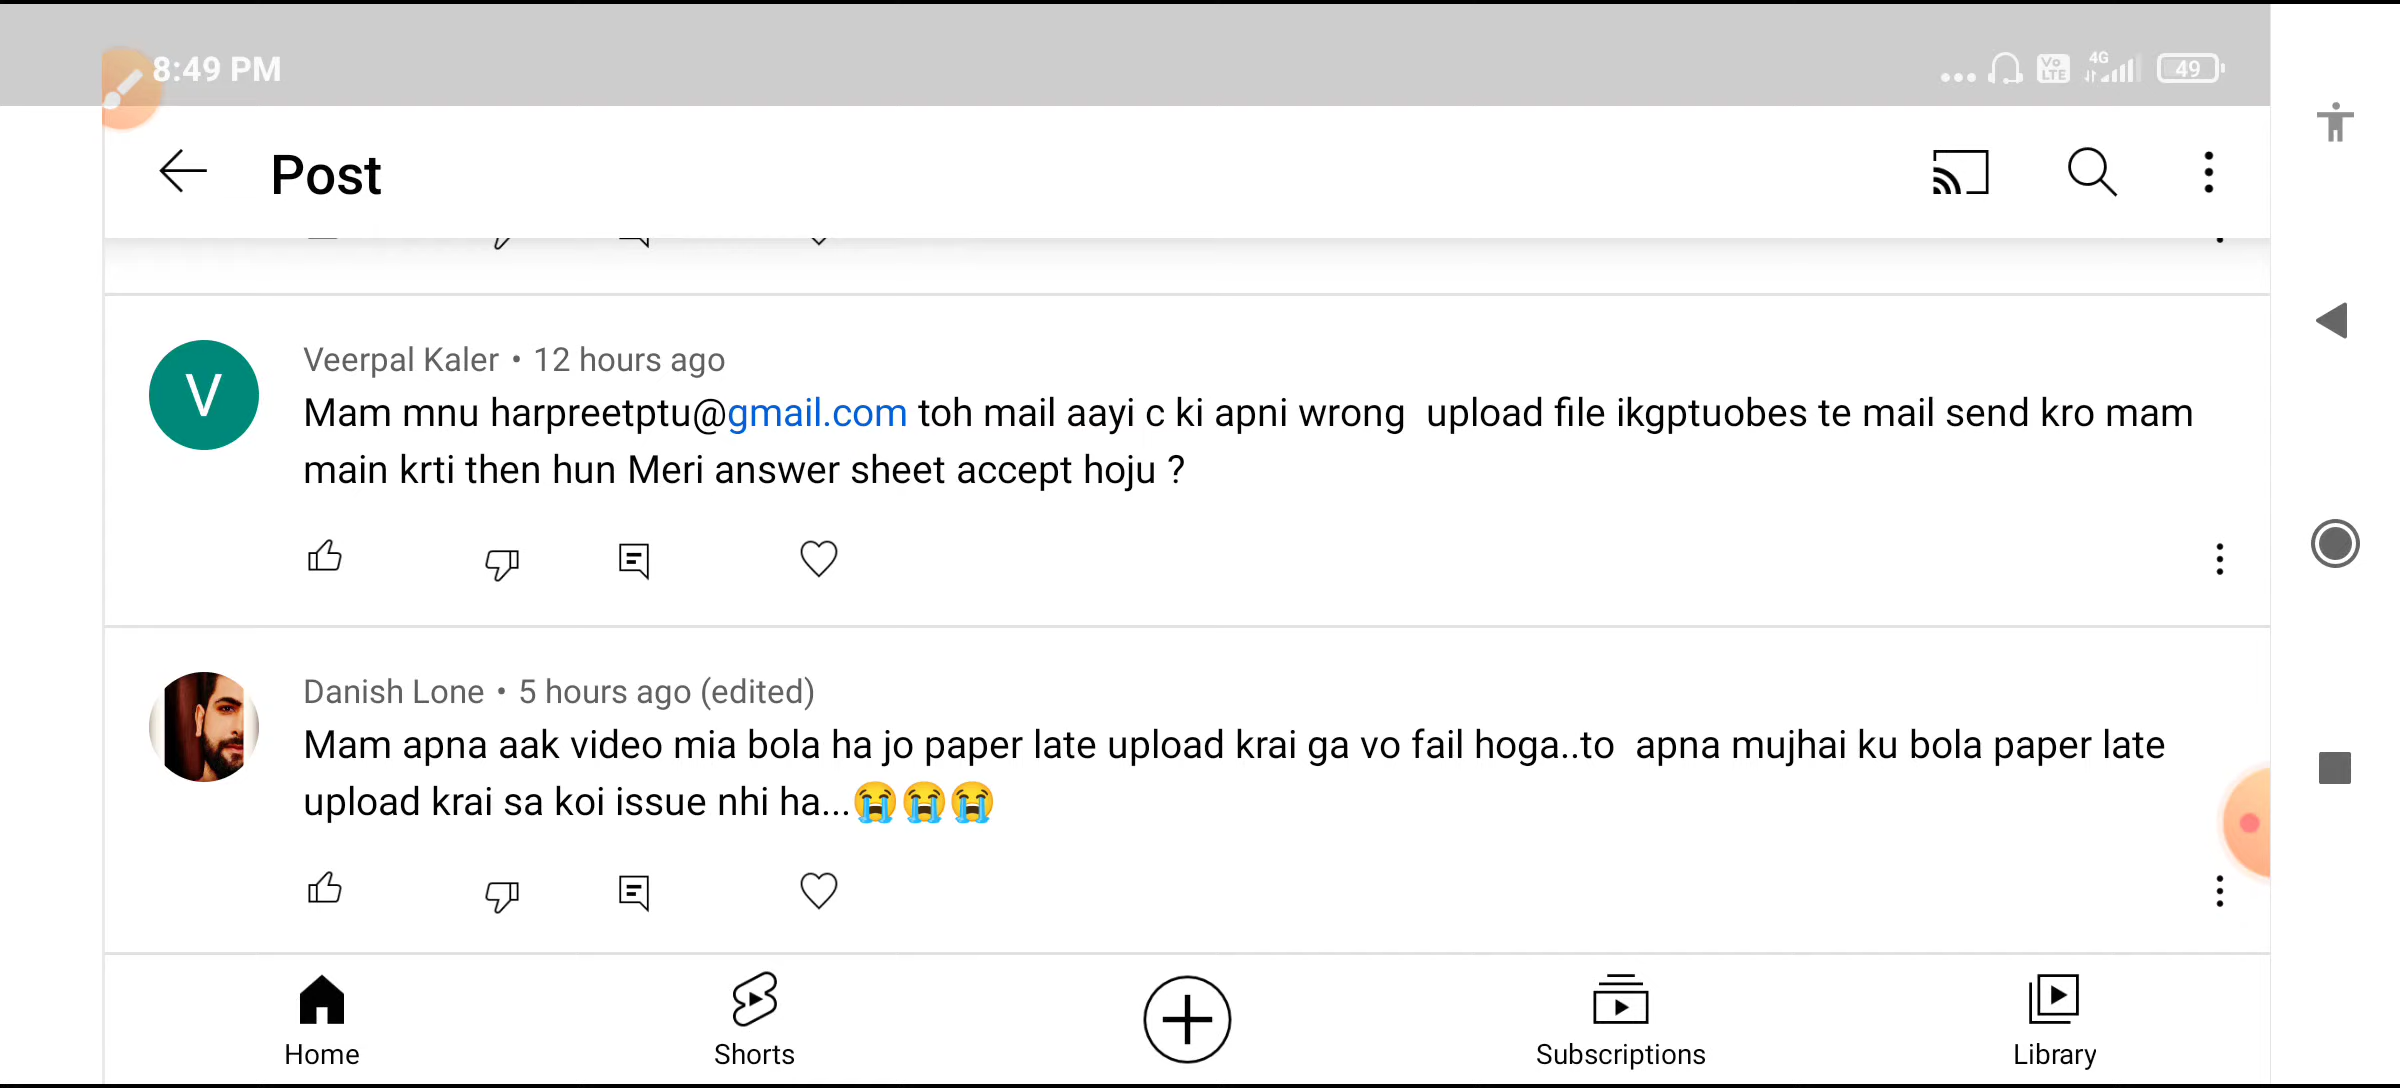 8:49 PM
Vo LTE 4G 49
Post
V
Veerpal Kaler • 12 hours ago
Mam mnu harpreetptu@gmail.com toh mail aayi c ki apni wrong  upload file ikgptuobes te mail send kro mam
main krti then hun Meri answer sheet accept hoju ?
Danish Lone • 5 hours ago (edited)
Mam apna aak video mia bola ha jo paper late upload krai ga vo fail hoga..to  apna mujhai ku bola paper late
upload krai sa koi issue nhi ha...😭😭😭
Home Shorts Subscriptions Library